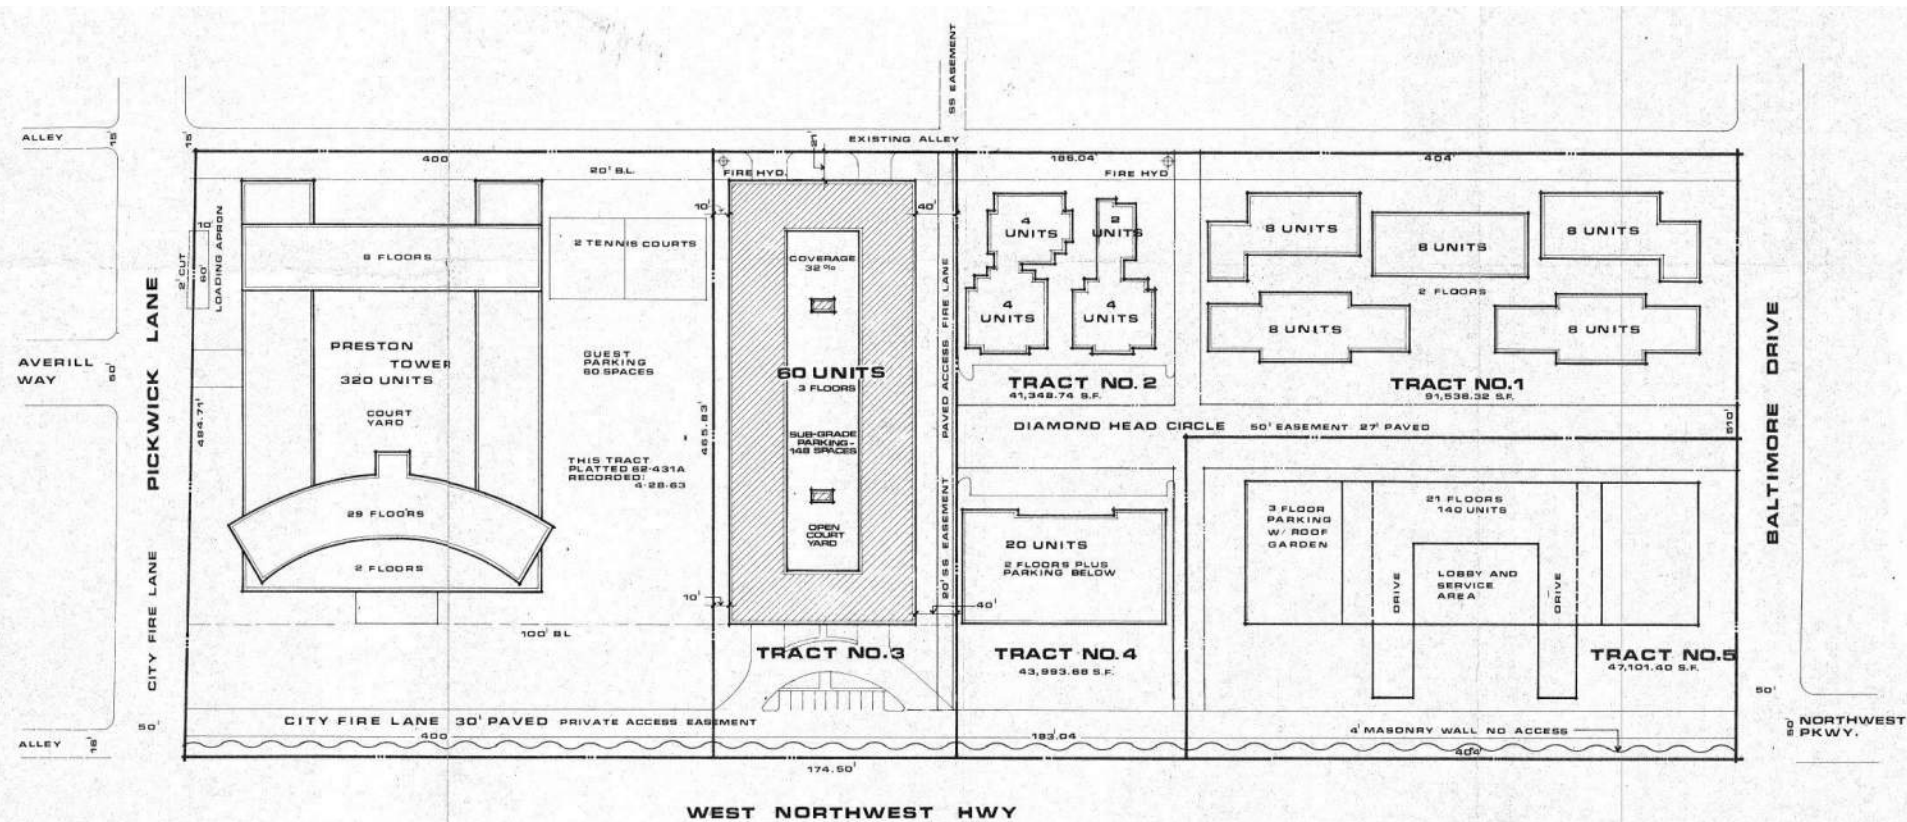 SS EASEMENT
ALLEY
15'
15'
EXISTING ALLEY
21'
400
20' B.L.
FIRE HYD.
186.04'
FIRE HYD
404'
10'
40'
10'
LOADING APRON
2' CUT
60'
8 FLOORS
2 TENNIS COURTS
COVERAGE
32 %
4
UNITS
2
UNITS
4
UNITS
4
UNITS
8 UNITS
8 UNITS
8 UNITS
2 FLOORS
8 UNITS
8 UNITS
PICKWICK LANE
AVERILL
WAY
50'
PRESTON
TOWER
320 UNITS
COURT
YARD
GUEST
PARKING
60 SPACES
60 UNITS
3 FLOORS
PAVED ACCESS FIRE LANE
TRACT NO. 2
41,348.74 S.F.
TRACT NO.1
91,538.32 S.F.
BALTIMORE DRIVE
484.71'
465.83'
SUB-GRADE
PARKING -
148 SPACES
DIAMOND HEAD CIRCLE 50' EASEMENT 27' PAVED
510'
THIS TRACT
PLATTED 62-431A
RECORDED:
4-28-63
29 FLOORS
2 FLOORS
OPEN
COURT
YARD
20' SS EASEMENT
20 UNITS
2 FLOORS PLUS
PARKING BELOW
3 FLOOR
PARKING
W/ ROOF
GARDEN
21 FLOORS
140 UNITS
DRIVE
LOBBY AND
SERVICE
AREA
DRIVE
10'
40'
100' BL
CITY FIRE LANE
TRACT NO.3
TRACT NO.4
43,993.68 S.F.
TRACT NO.5
47,101.40 S.F.
50'
50'
CITY FIRE LANE 30' PAVED PRIVATE ACCESS EASEMENT
4' MASONRY WALL NO ACCESS
50'
NORTHWEST
PKWY.
ALLEY
16'
400
183.04'
404'
174.50'
WEST NORTHWEST HWY